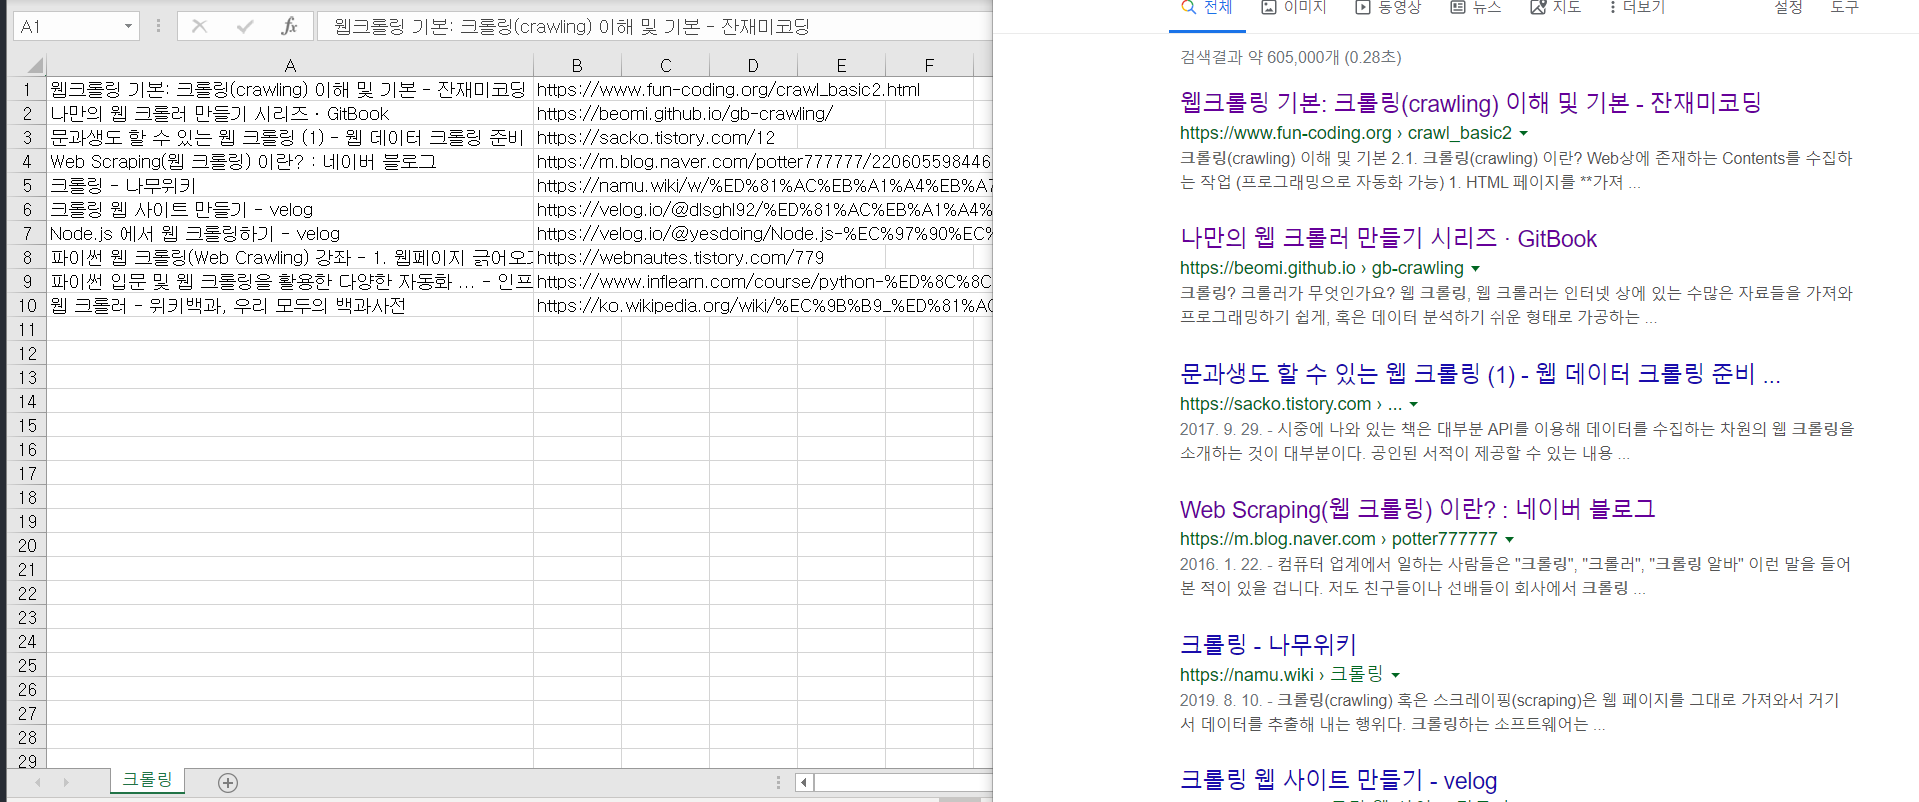 A1
fx
웹크롤링 기본: 크롤링(crawling) 이해 및 기본 - 잔재미코딩
A B C D E F
1 웹크롤링 기본: 크롤링(crawling) 이해 및 기본 - 잔재미코딩 https://www.fun-coding.org/crawl_basic2.html
2 나만의 웹 크롤러 만들기 시리즈 · GitBook https://beomi.github.io/gb-crawling/
3 문과생도 할 수 있는 웹 크롤링 (1) - 웹 데이터 크롤링 준비 https://sacko.tistory.com/12
4 Web Scraping(웹 크롤링) 이란? : 네이버 블로그 https://m.blog.naver.com/potter777777/220605598446
5 크롤링 - 나무위키 https://namu.wiki/w/%ED%81%AC%EB%A1%A4%EB%A7
6 크롤링 웹 사이트 만들기 - velog https://velog.io/@dlsghl92/%ED%81%AC%EB%A1%A4%
7 Node.js 에서 웹 크롤링하기 - velog https://velog.io/@yesdoing/Node.js-%EC%97%90%EC%
8 파이썬 웹 크롤링(Web Crawling) 강좌 - 1. 웹페이지 긁어오기 https://webnautes.tistory.com/779
9 파이썬 입문 및 웹 크롤링을 활용한 다양한 자동화 ... - 인프 https://www.inflearn.com/course/python-%ED%8C%8C
10 웹 크롤러 - 위키백과, 우리 모두의 백과사전 https://ko.wikipedia.org/wiki/%EC%9B%B9_%ED%81%AC
11
12
13
14
15
16
17
18
19
20
21
22
23
24
25
26
27
28
29
크롤링
전체 이미지 동영상 뉴스 지도 더보기 설정 도구
검색결과 약 605,000개 (0.28초)
웹크롤링 기본: 크롤링(crawling) 이해 및 기본 - 잔재미코딩
https://www.fun-coding.org › crawl_basic2
크롤링(crawling) 이해 및 기본 2.1. 크롤링(crawling) 이란? Web상에 존재하는 Contents를 수집하
는 작업 (프로그래밍으로 자동화 가능) 1. HTML 페이지를 **가져 ...
나만의 웹 크롤러 만들기 시리즈 · GitBook
https://beomi.github.io › gb-crawling
크롤링? 크롤러가 무엇인가요? 웹 크롤링, 웹 크롤러는 인터넷 상에 있는 수많은 자료들을 가져와
프로그래밍하기 쉽게, 혹은 데이터 분석하기 쉬운 형태로 가공하는 ...
문과생도 할 수 있는 웹 크롤링 (1) - 웹 데이터 크롤링 준비 ...
https://sacko.tistory.com › ...
2017. 9. 29. - 시중에 나와 있는 책은 대부분 API를 이용해 데이터를 수집하는 차원의 웹 크롤링을
소개하는 것이 대부분이다. 공인된 서적이 제공할 수 있는 내용 ...
Web Scraping(웹 크롤링) 이란? : 네이버 블로그
https://m.blog.naver.com › potter777777
2016. 1. 22. - 컴퓨터 업계에서 일하는 사람들은 "크롤링", "크롤러", "크롤링 알바" 이런 말을 들어
본 적이 있을 겁니다. 저도 친구들이나 선배들이 회사에서 크롤링 ...
크롤링 - 나무위키
https://namu.wiki › 크롤링
2019. 8. 10. - 크롤링(crawling) 혹은 스크레이핑(scraping)은 웹 페이지를 그대로 가져와서 거기
서 데이터를 추출해 내는 행위다. 크롤링하는 소프트웨어는 ...
크롤링 웹 사이트 만들기 - velog